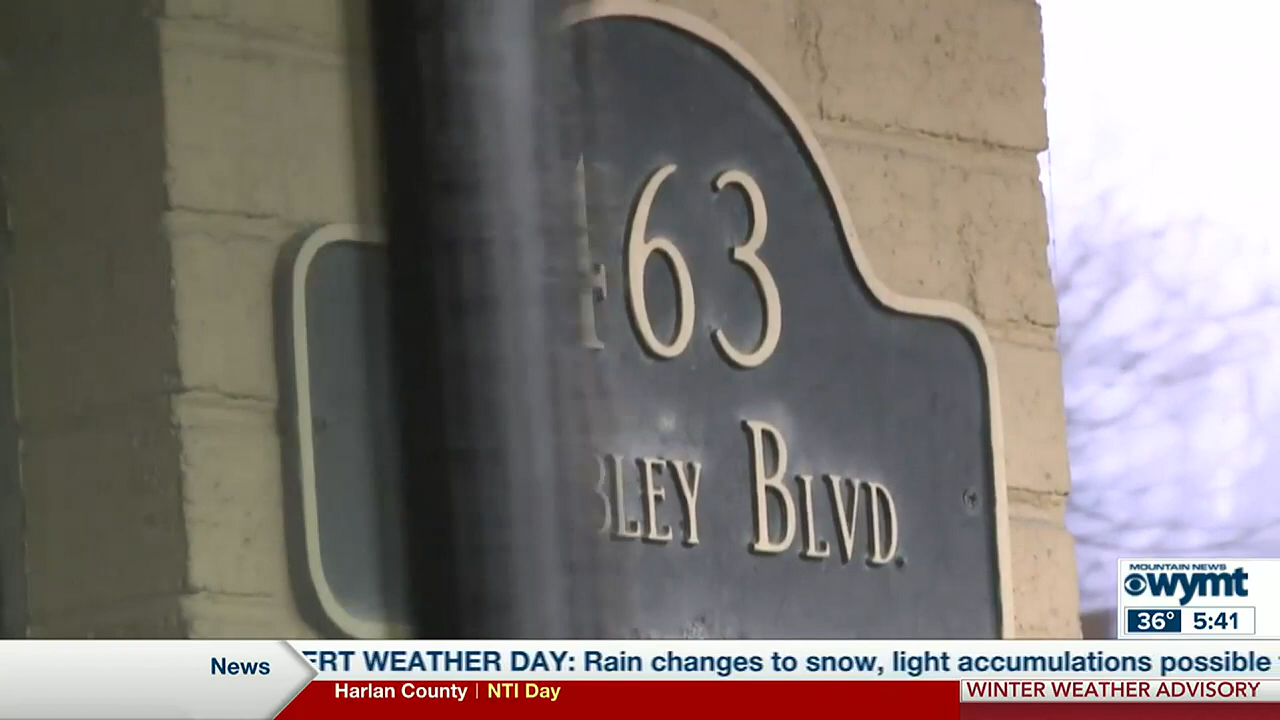 463
BLEY BLVD.
MOUNTAIN NEWS
wymt
36° 5:41
News
ERT WEATHER DAY: Rain changes to snow, light accumulations possible
Harlan County | NTI Day
WINTER WEATHER ADVISORY